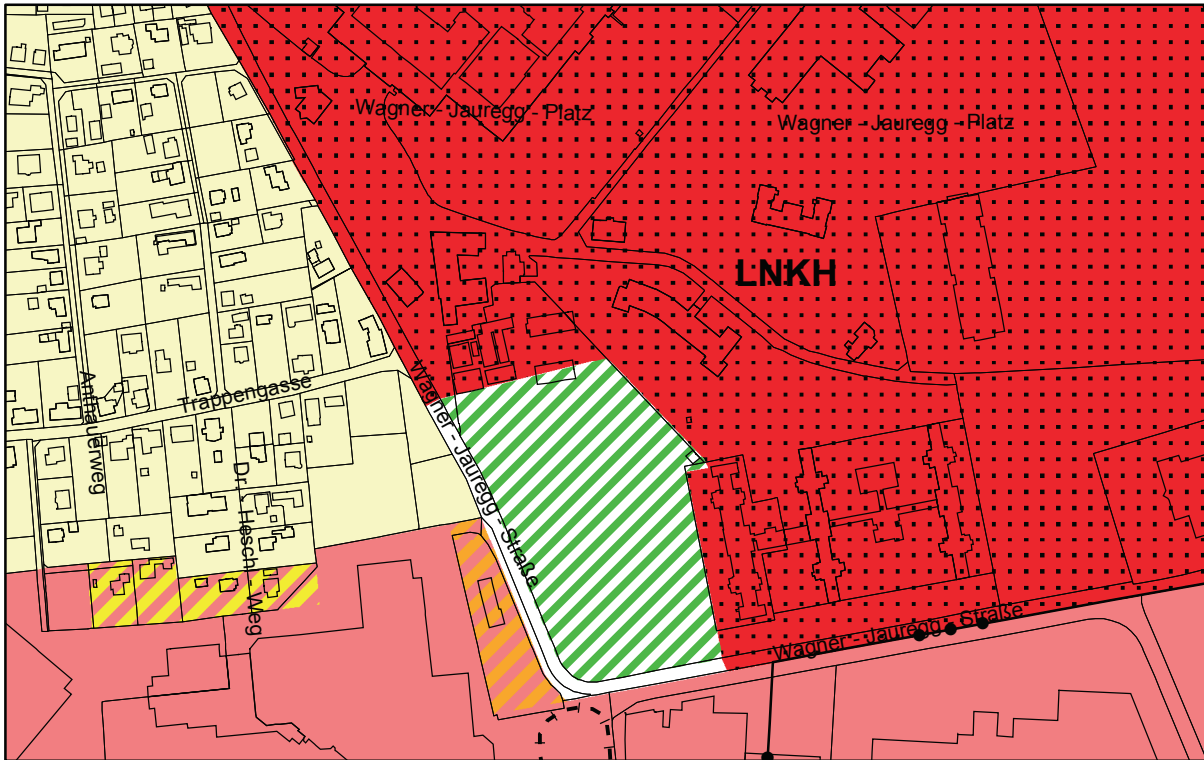 Wagner - Jauregg - Platz
Wagner - Jauregg - Platz
LNKH
Wagner - Jauregg - Straße
Trappengasse
Anthauerweg
Dr. - Hesch - Weg
Wagner - Jauregg - Straße